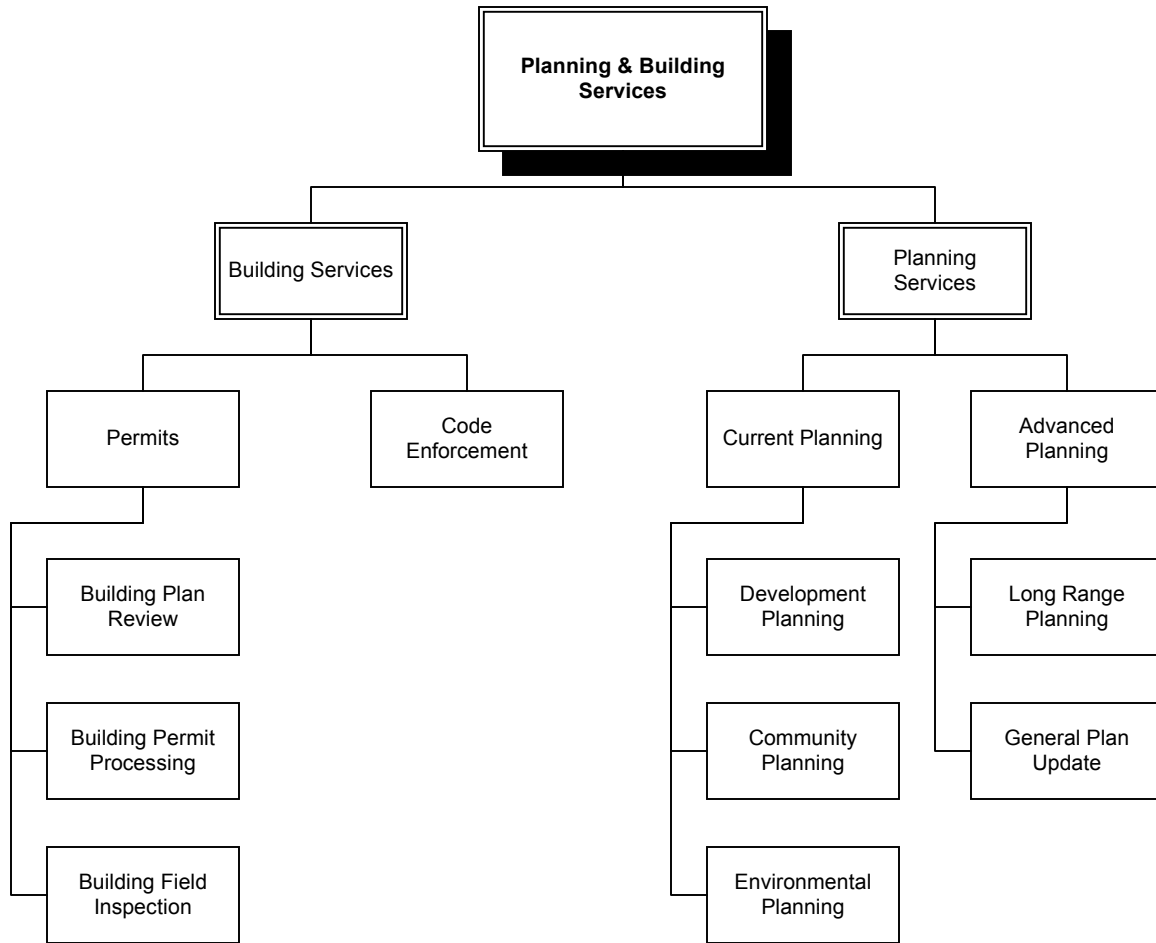 Planning & Building
Services
Building Services
Planning
Services
Permits
Code
Enforcement
Current Planning
Advanced
Planning
Building Plan
Review
Development
Planning
Long Range
Planning
Building Permit
Processing
Community
Planning
General Plan
Update
Building Field
Inspection
Environmental
Planning